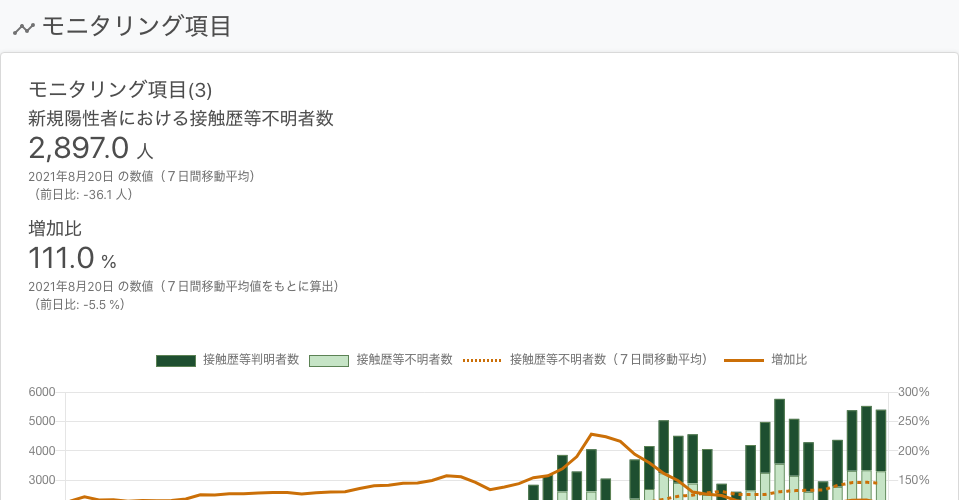 モニタリング項目
モニタリング項目(3)
新規陽性者における接触歴等不明者数
2,897.0 人
2021年8月20日 の数値（７日間移動平均）
（前日比: -36.1 人）
増加比
111.0 %
2021年8月20日 の数値（７日間移動平均値をもとに算出）
（前日比: -5.5 %）
接触歴等判明者数 接触歴等不明者数 接触歴等不明者数（７日間移動平均） 増加比
6000 300%
5000 250%
4000 200%
3000 150%